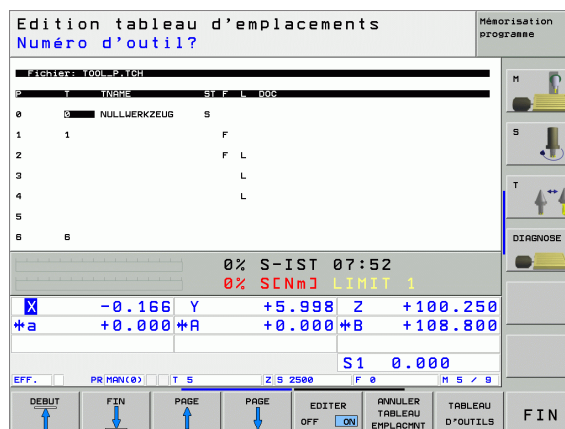 Edition tableau d'emplacements
Numéro d'outil?
Mémorisation
programme
Fichier: TOOL_P.TCH
P T TNAME ST F L DOC
0 0 NULLWERKZEUG S
1 1 F
2 F L
3 L
4 L
5
6 6
M
S
T
DIAGNOSE
0% S-IST 07:52
0% S[Nm] LIMIT 1
X -0.166 Y +5.998 Z +100.250
a +0.000 A +0.000 B +108.800
S1 0.00
EFF. PR MAN(0) T 5 Z S 2500 F 0 M 5 / 9
DEBUT
FIN
PAGE
PAGE
EDITER
OFF ON
ANNULER
TABLEAU
EMPLACMNT
TABLEAU
D'OUTILS
FIN